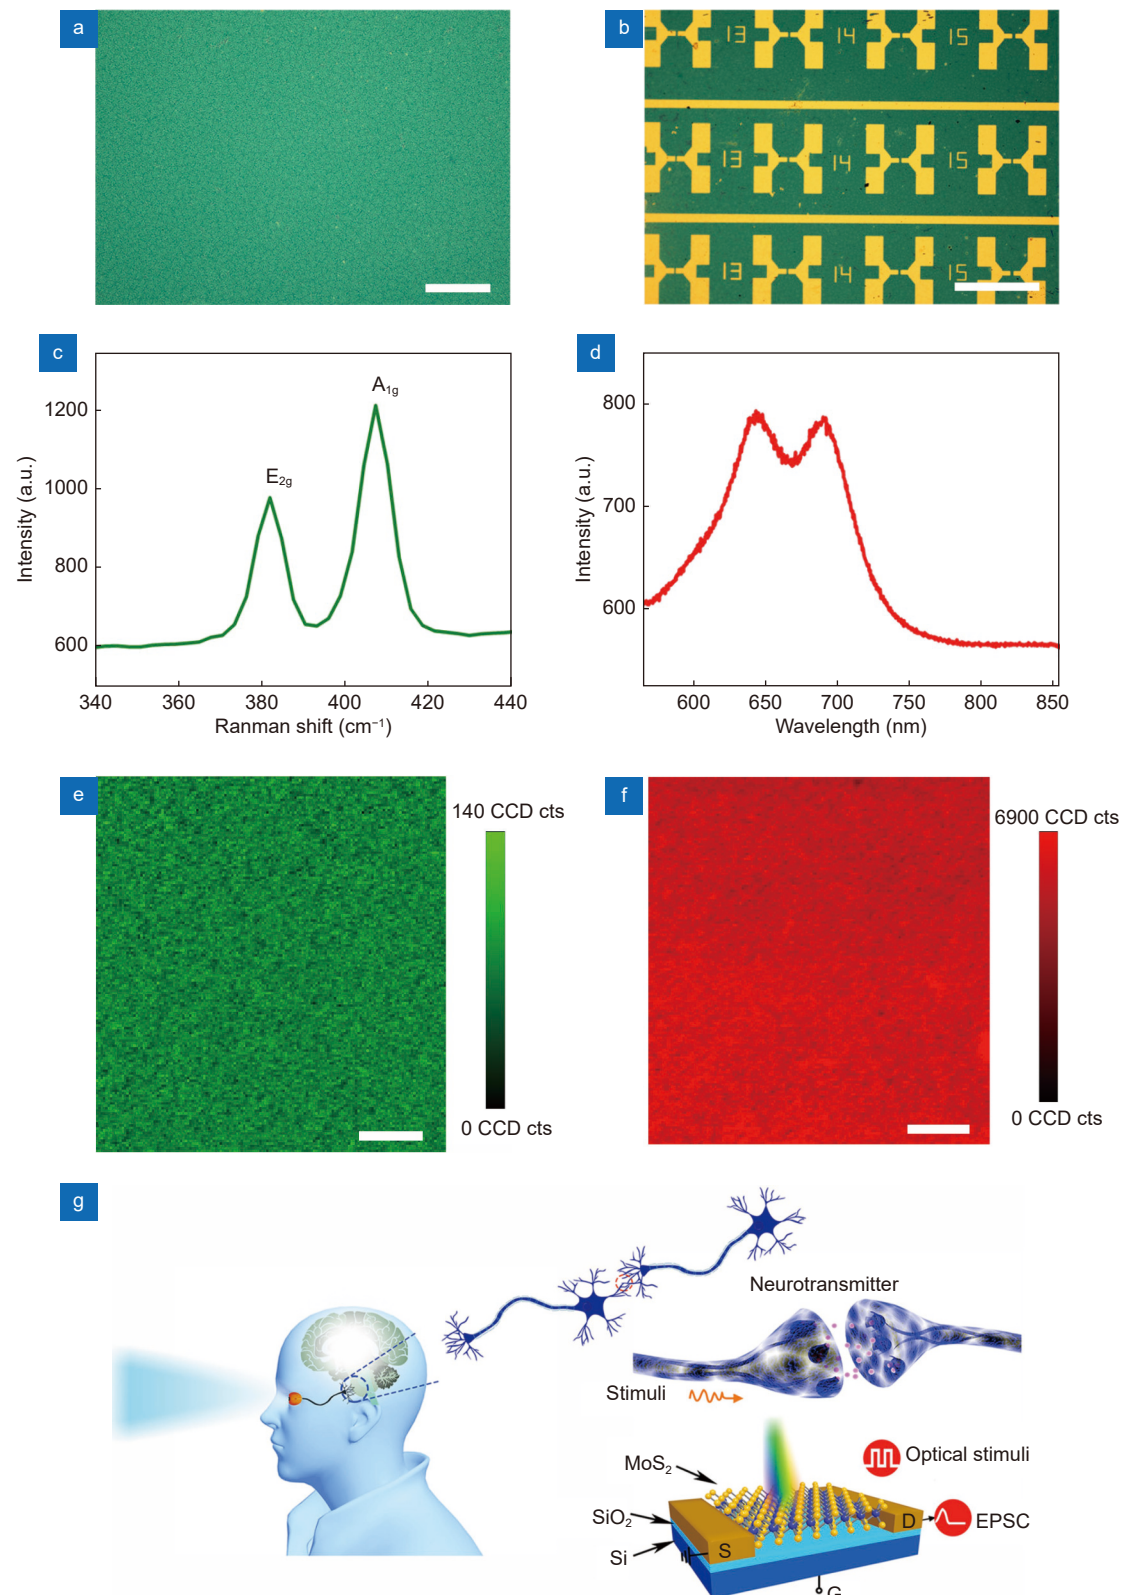 a
b
13 14 15
13 14 15
13 14 15
c
A1g
E2g
1200
1000
800
600
Intensity (a.u.)
340 360 380 400 420 440
Ranman shift (cm⁻¹)
d
800
700
600
Intensity (a.u.)
600 650 700 750 800 850
Wavelength (nm)
e
140 CCD cts
0 CCD cts
f
6900 CCD cts
0 CCD cts
g
Neurotransmitter
Stimuli
MoS₂
Optical stimuli
SiO₂
D
EPSC
Si
S
G